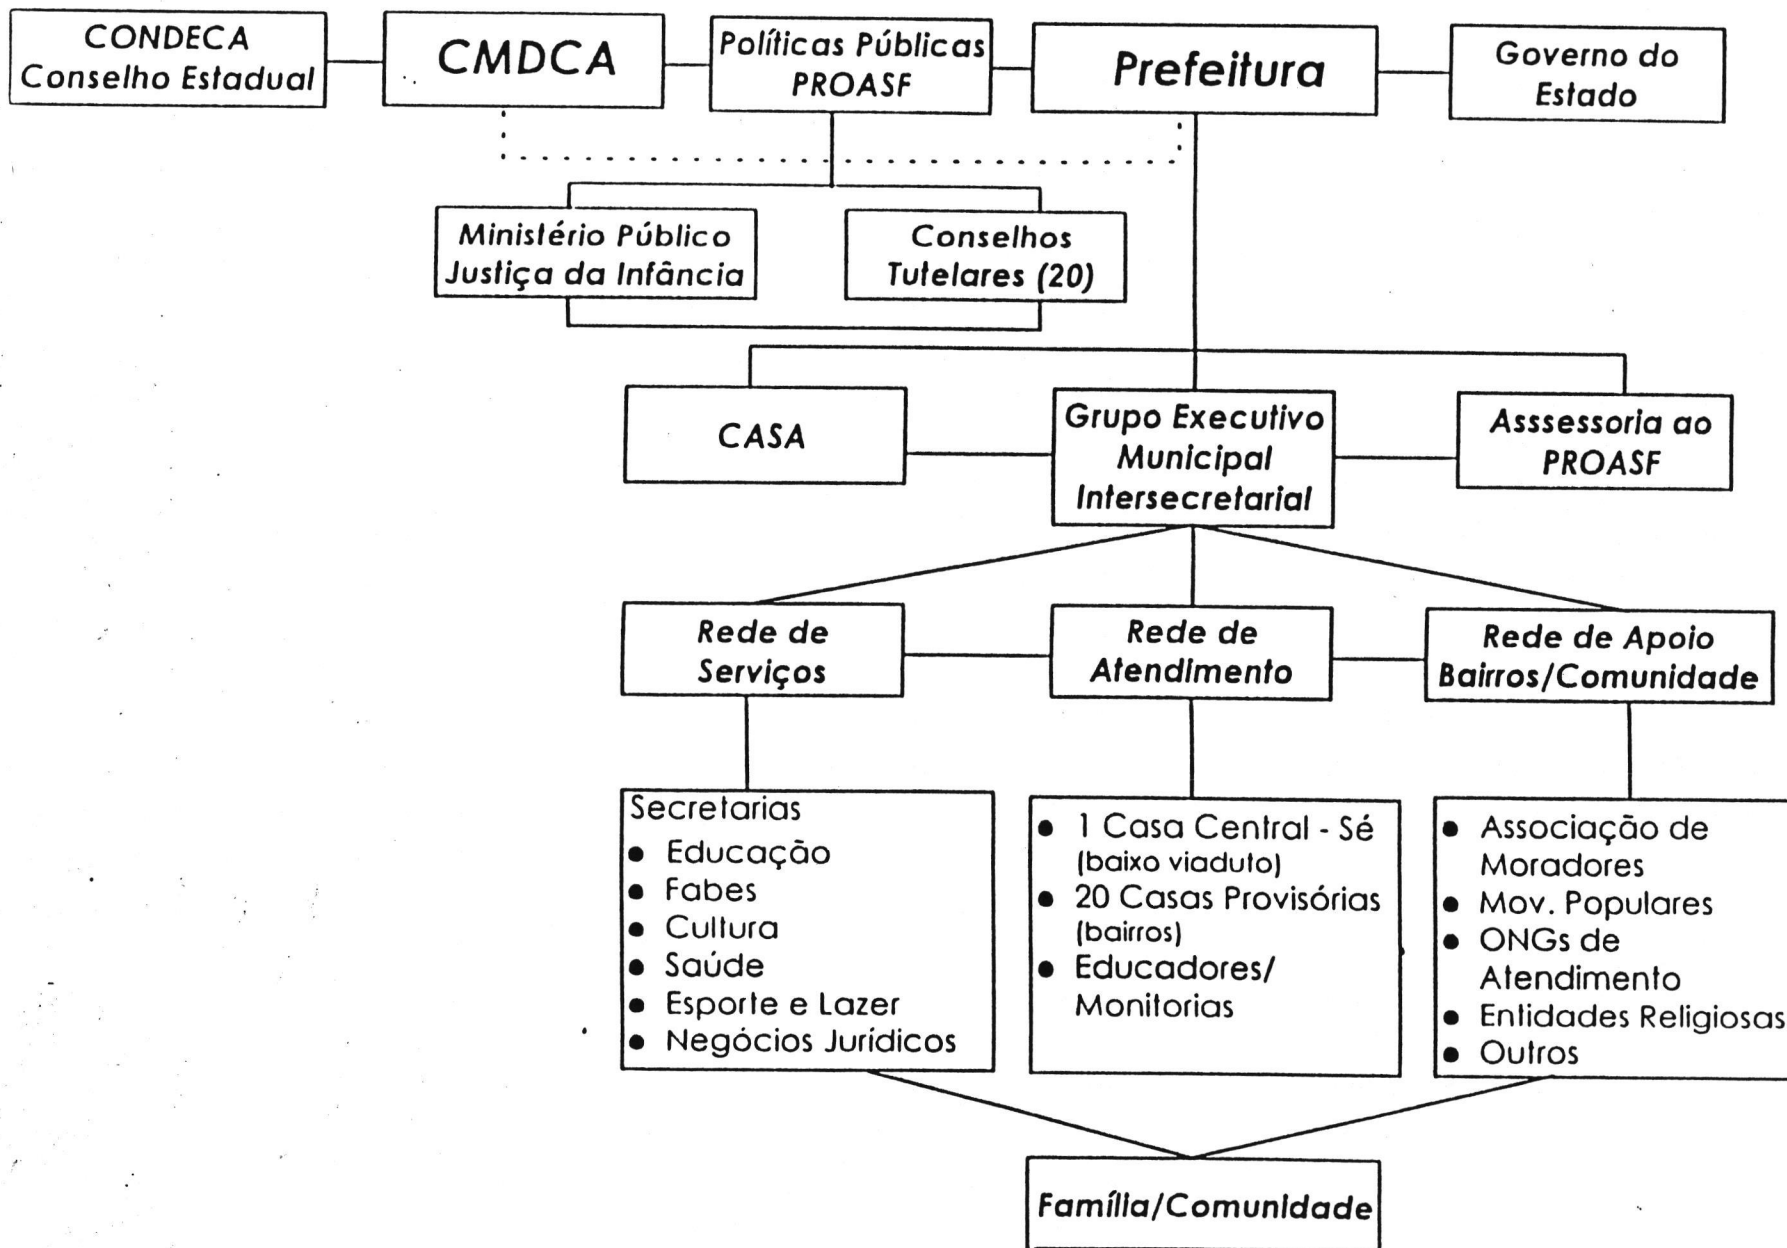 CONDECA
Conselho Estadual
CMDCA
Políticas Públicas
PROASF
Prefeitura
Governo do
Estado
Ministério Público
Justiça da Infância
Conselhos
Tutelares (20)
CASA
Grupo Executivo
Municipal
Intersecretarial
Asssessoria ao
PROASF
Rede de
Serviços
Rede de
Atendimento
Rede de Apoio
Bairros/Comunidade
Secretarias
● Educação
● Fabes
● Cultura
● Saúde
● Esporte e Lazer
● Negócios Jurídicos
● 1 Casa Central - Sé
(baixo viaduto)
● 20 Casas Provisórias
(bairros)
● Educadores/
Monitorias
● Associação de
Moradores
● Mov. Populares
● ONGs de
Atendimento
● Entidades Religiosas
● Outros
Família/Comunidade